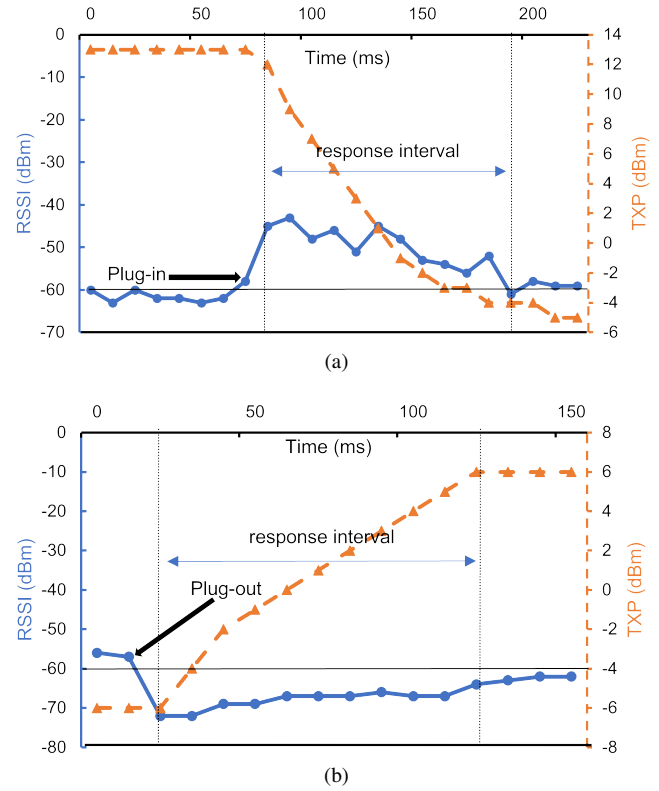 0 50 100 150 200
Time (ms)
0
-10
-20
-30
-40
-50
-60
-70
RSSI (dBm)
14
12
10
8
6
4
2
0
-2
-4
-6
TXP (dBm)
response interval
Plug-in
(a)
0 50 100 150
Time (ms)
0
-10
-20
-30
-40
-50
-60
-70
-80
RSSI (dBm)
8
6
4
2
0
-2
-4
-6
-8
TXP (dBm)
response interval
Plug-out
(b)